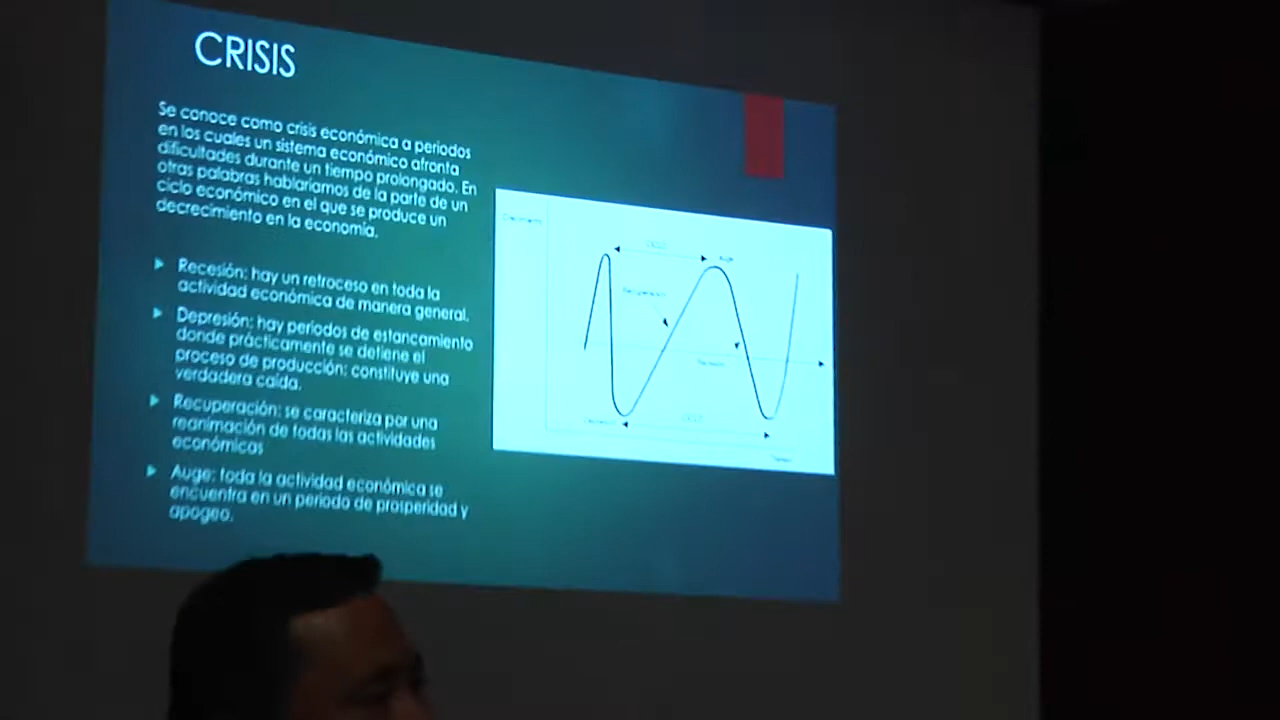 CRISIS
Se conoce como crisis económica a periodos
en los cuales un sistema económico afronta
dificultades durante un tiempo prolongado. En
otras palabras hablaríamos de la parte de un
ciclo económico en el que se produce un
decrecimiento en la economía.
Recesión: hay un retroceso en toda la
actividad económica de manera general.
Depresión: hay periodos de estancamiento
donde prácticamente se detiene el
proceso de producción; constituye una
verdadera caída.
Recuperación: se caracteriza por una
reanimación de todas las actividades
económicas
Auge: toda la actividad económica se
encuentra en un periodo de prosperidad y
apogeo.
CICLO
Auge
Recuperación
CICLO